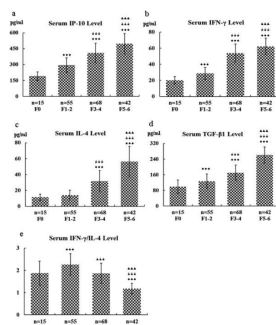 a
Serum IP-10 Level
pg/ml
600
450
300
150
0
n=15 n=55 n=68 n=42
F0 F1-2 F3-4 F5-6
b
Serum IFN-γ Level
pg/ml
80
60
40
20
0
n=15 n=55 n=68 n=42
F0 F1-2 F3-4 F5-6
c
Serum IL-4 Level
pg/ml
80
60
40
20
0
n=15 n=55 n=68 n=42
F0 F1-2 F3-4 F5-6
d
Serum TGF-β1 Level
pg/ml
320
240
160
80
0
n=15 n=55 n=68 n=42
F0 F1-2 F3-4 F5-6
e
Serum IFN-γ/IL-4 Level
3
2
1
0
n=15 n=55 n=68 n=42